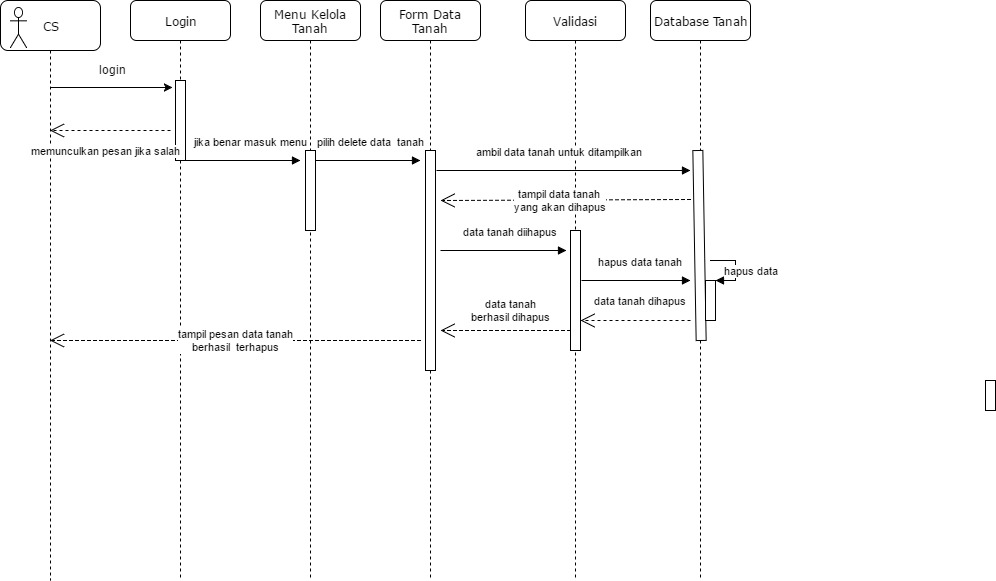 CS
Login
Menu Kelola
Tanah
Form Data
Tanah
Validasi
Database Tanah
login
memunculkan pesan jika salah
jika benar masuk menu
pilih delete data tanah
ambil data tanah untuk ditampilkan
tampil data tanah
yang akan dihapus
data tanah diihapus
hapus data tanah
hapus data
data tanah dihapus
data tanah
berhasil dihapus
tampil pesan data tanah
berhasil terhapus